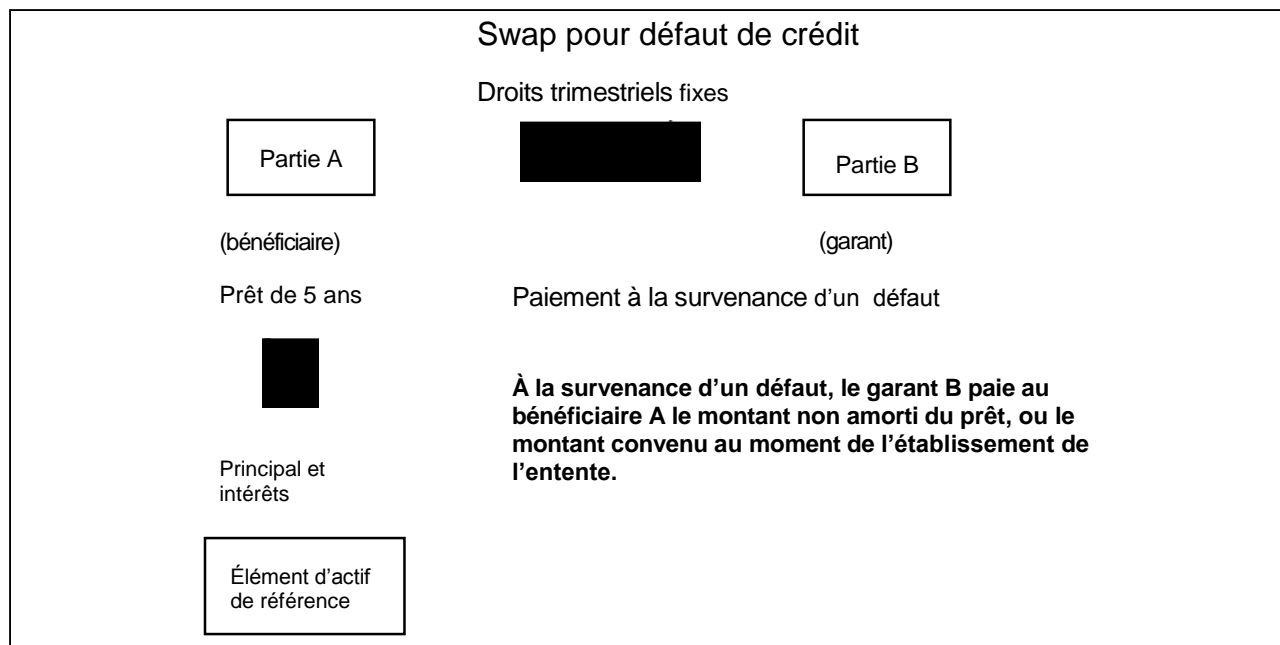 Swap pour défaut de crédit
Droits trimestriels fixes
Partie A
Partie B
(bénéficiaire)
(garant)
Prêt de 5 ans
Paiement à la survenance d’un défaut
À la survenance d’un défaut, le garant B paie au
bénéficiaire A le montant non amorti du prêt, ou le
montant convenu au moment de l’établissement de
l’entente.
Principal et
intérêts
Élément d’actif
de référence